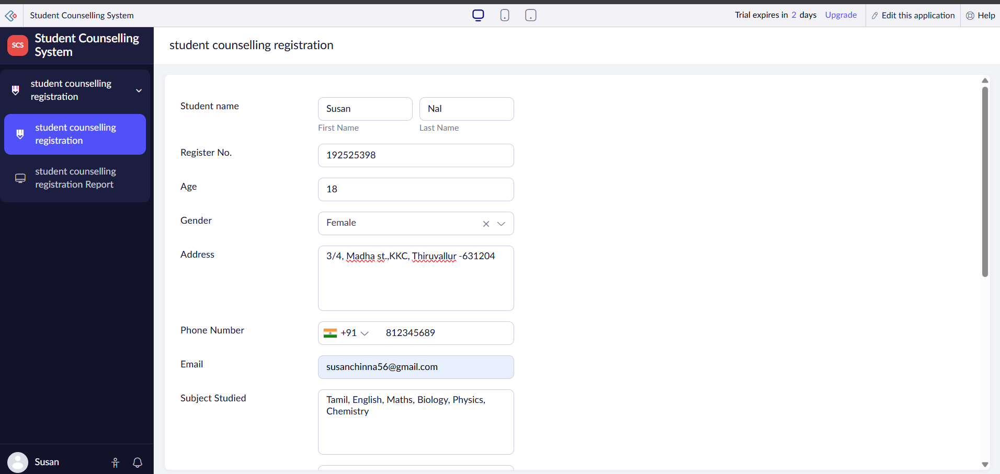 Student Counselling System
Trial expires in 2 days Upgrade
Edit this application
Help
SCS
Student Counselling
System
student counselling
registration
student counselling
registration
student counselling
registration Report
Susan
student counselling registration
Student name
Susan
Nal
First Name
Last Name
Register No.
192525398
Age
18
Gender
Female
Address
3/4, Madha st.,KKC, Thiruvallur -631204
Phone Number
+91
812345689
Email
susanchinna56@gmail.com
Subject Studied
Tamil, English, Maths, Biology, Physics,
Chemistry